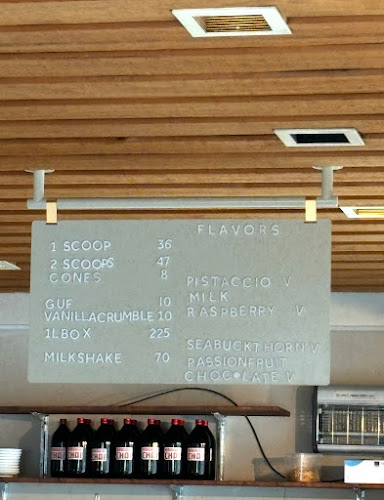 FLAVORS
1 SCOOP 36
2 SCOOPS 47
CONES 8
GUF 10
VANILLACRUMBLE 10
1LBOX 225
MILKSHAKE 70
PISTACCIO V
MILK
RASPBERRY V
SEABUCKTHORN V
PASSIONFRUIT
CHOCOLATE V